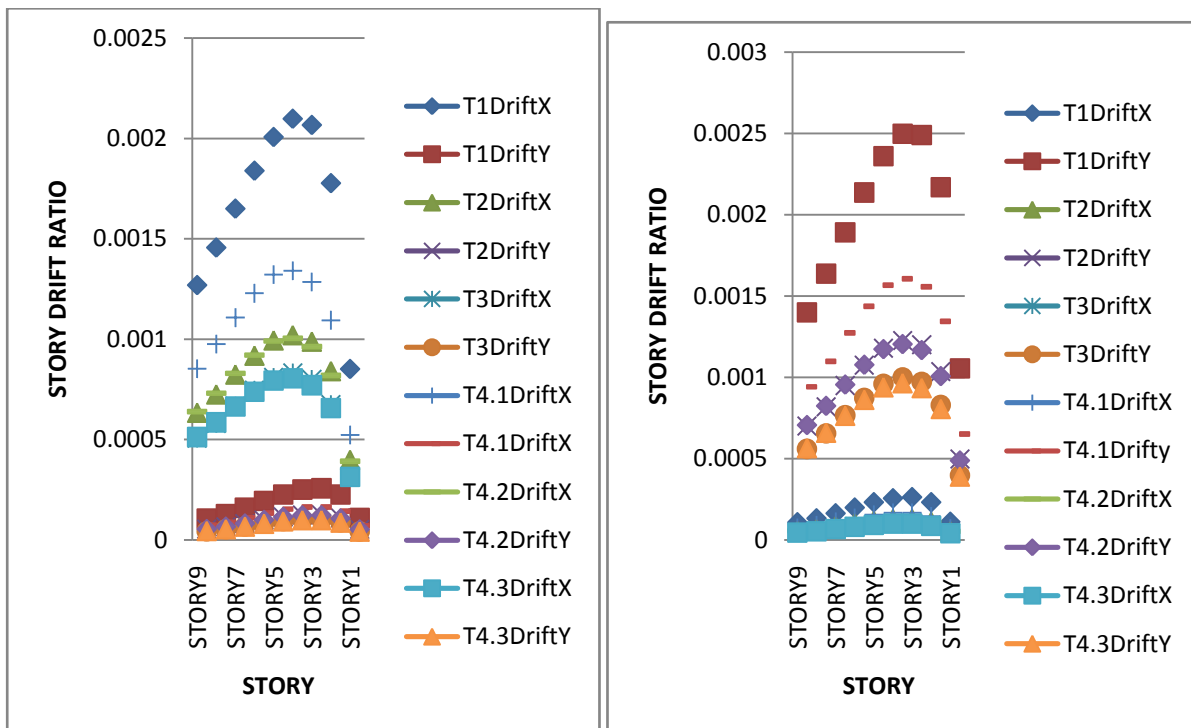 0.0025
0.002
0.0015
0.001
0.0005
0
STORY DRIFT RATIO
STORY9
STORY7
STORY5
STORY3
STORY1
STORY
T1DriftX
T1DriftY
T2DriftX
T2DriftY
T3DriftX
T3DriftY
T4.1DriftX
T4.1DriftX
T4.2DriftX
T4.2DriftY
T4.3DriftX
T4.3DriftY
0.003
0.0025
0.002
0.0015
0.001
0.0005
0
STORY DRIFT RATIO
STORY9
STORY7
STORY5
STORY3
STORY1
STORY
T1DriftX
T1DriftY
T2DriftX
T2DriftY
T3DriftX
T3DriftY
T4.1DriftX
T4.1Drifty
T4.2DriftX
T4.2DriftY
T4.3DriftX
T4.3DriftY